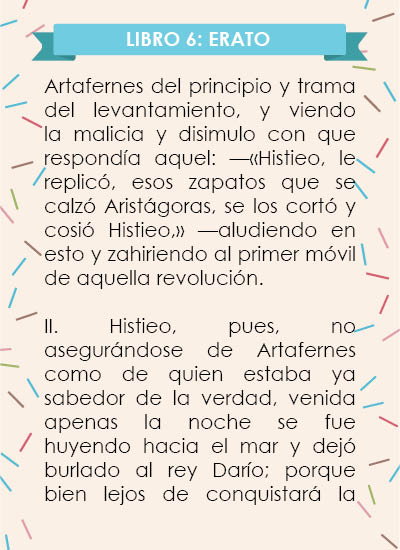 LIBRO 6: ERATO
Artafernes del principio y trama
del levantamiento, y viendo
la malicia y disimulo con que
respondía aquel: —«Histieo, le
replicó, esos zapatos que se
calzó Aristágoras, se los cortó y
cosió Histieo,» —aludiendo en
esto y zahiriendo al primer móvil
de aquella revolución.
II. Histieo, pues, no
asegurándose de Artafernes
como de quien estaba ya
sabedor de la verdad, venida
apenas la noche se fue
huyendo hacia el mar y dejó
burlado al rey Darío; porque
bien lejos de conquistará la